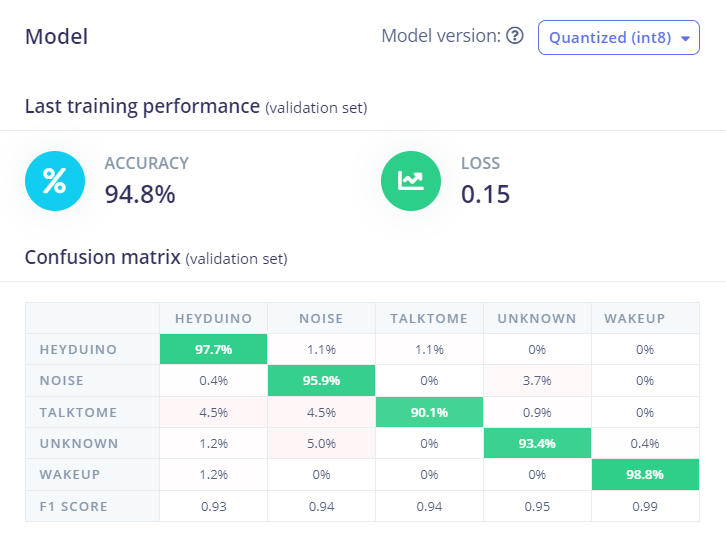 Model
Model version: ? Quantized (int8)
Last training performance (validation set)
% ACCURACY
94.8%
LOSS
0.15
Confusion matrix (validation set)
HEYDUINO NOISE TALKTOME UNKNOWN WAKEUP
HEYDUINO 97.7% 1.1% 1.1% 0% 0%
NOISE 0.4% 95.9% 0% 3.7% 0%
TALKTOME 4.5% 4.5% 90.1% 0.9% 0%
UNKNOWN 1.2% 5.0% 0% 93.4% 0.4%
WAKEUP 1.2% 0% 0% 0% 98.8%
F1 SCORE 0.93 0.94 0.94 0.95 0.99